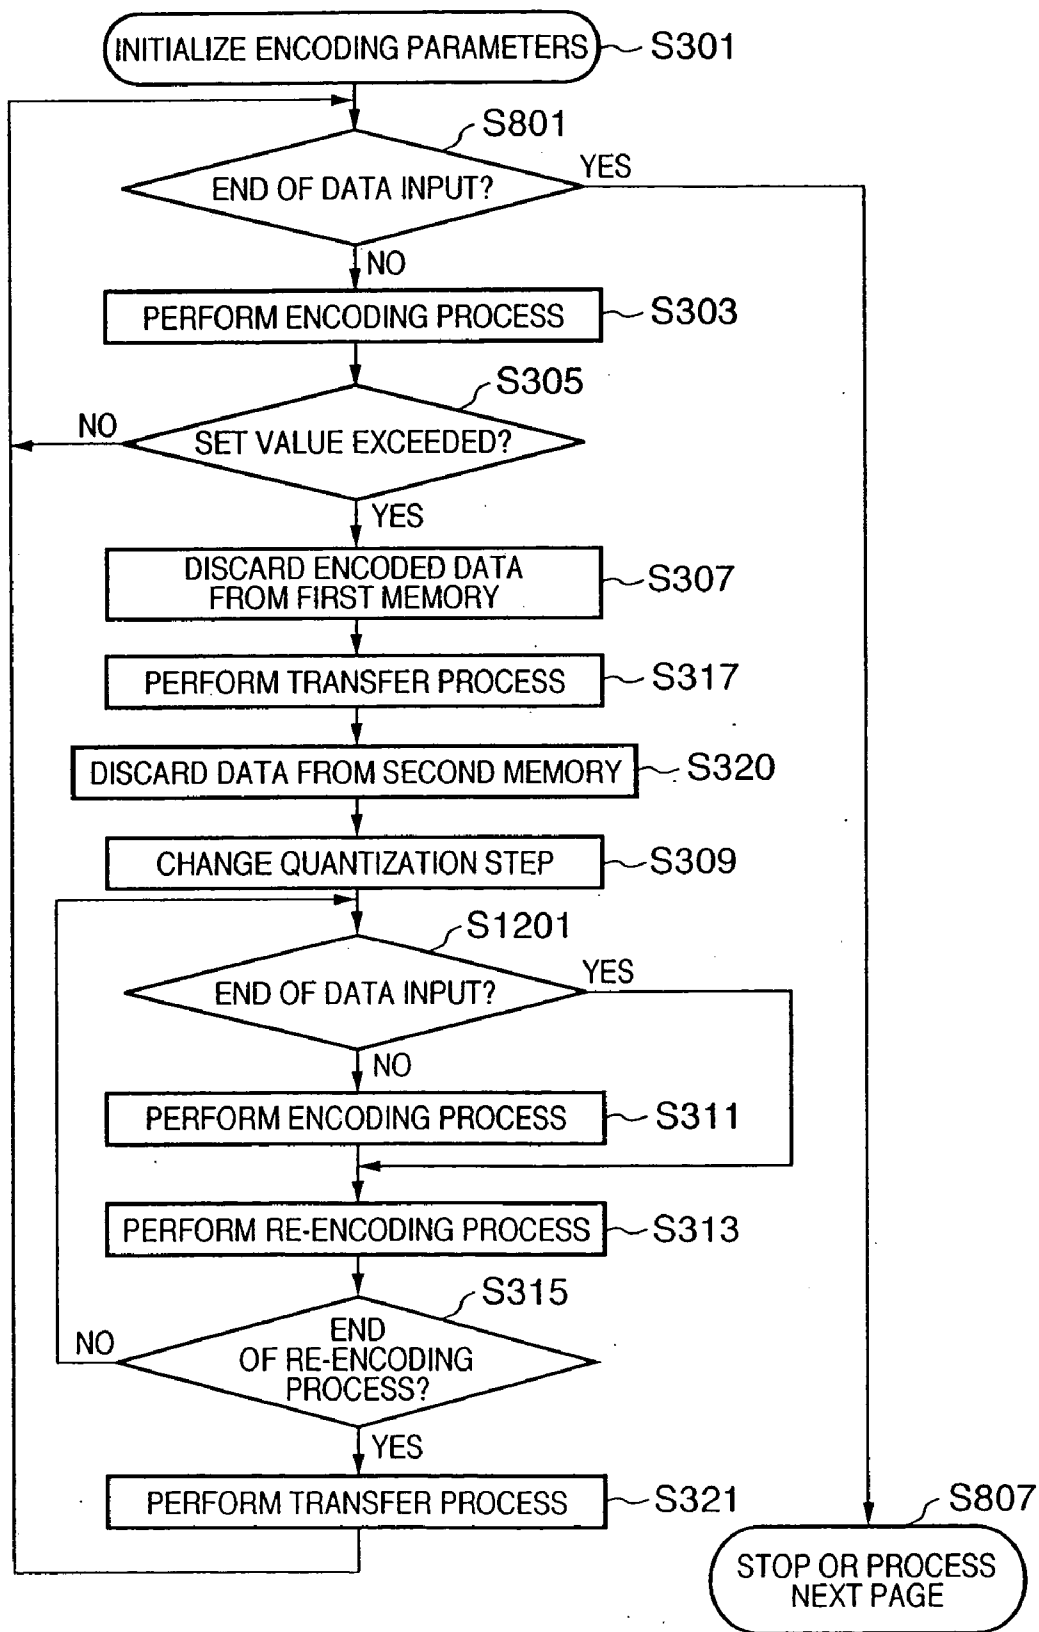 INITIALIZE ENCODING PARAMETERS
S301
S801
END OF DATA INPUT?
YES
NO
PERFORM ENCODING PROCESS
S303
S305
NO
SET VALUE EXCEEDED?
YES
DISCARD ENCODED DATA
FROM FIRST MEMORY
S307
PERFORM TRANSFER PROCESS
S317
DISCARD DATA FROM SECOND MEMORY
S320
CHANGE QUANTIZATION STEP
S309
S1201
END OF DATA INPUT?
YES
NO
PERFORM ENCODING PROCESS
S311
PERFORM RE-ENCODING PROCESS
S313
S315
NO
END
OF RE-ENCODING
PROCESS?
YES
PERFORM TRANSFER PROCESS
S321
S807
STOP OR PROCESS
NEXT PAGE